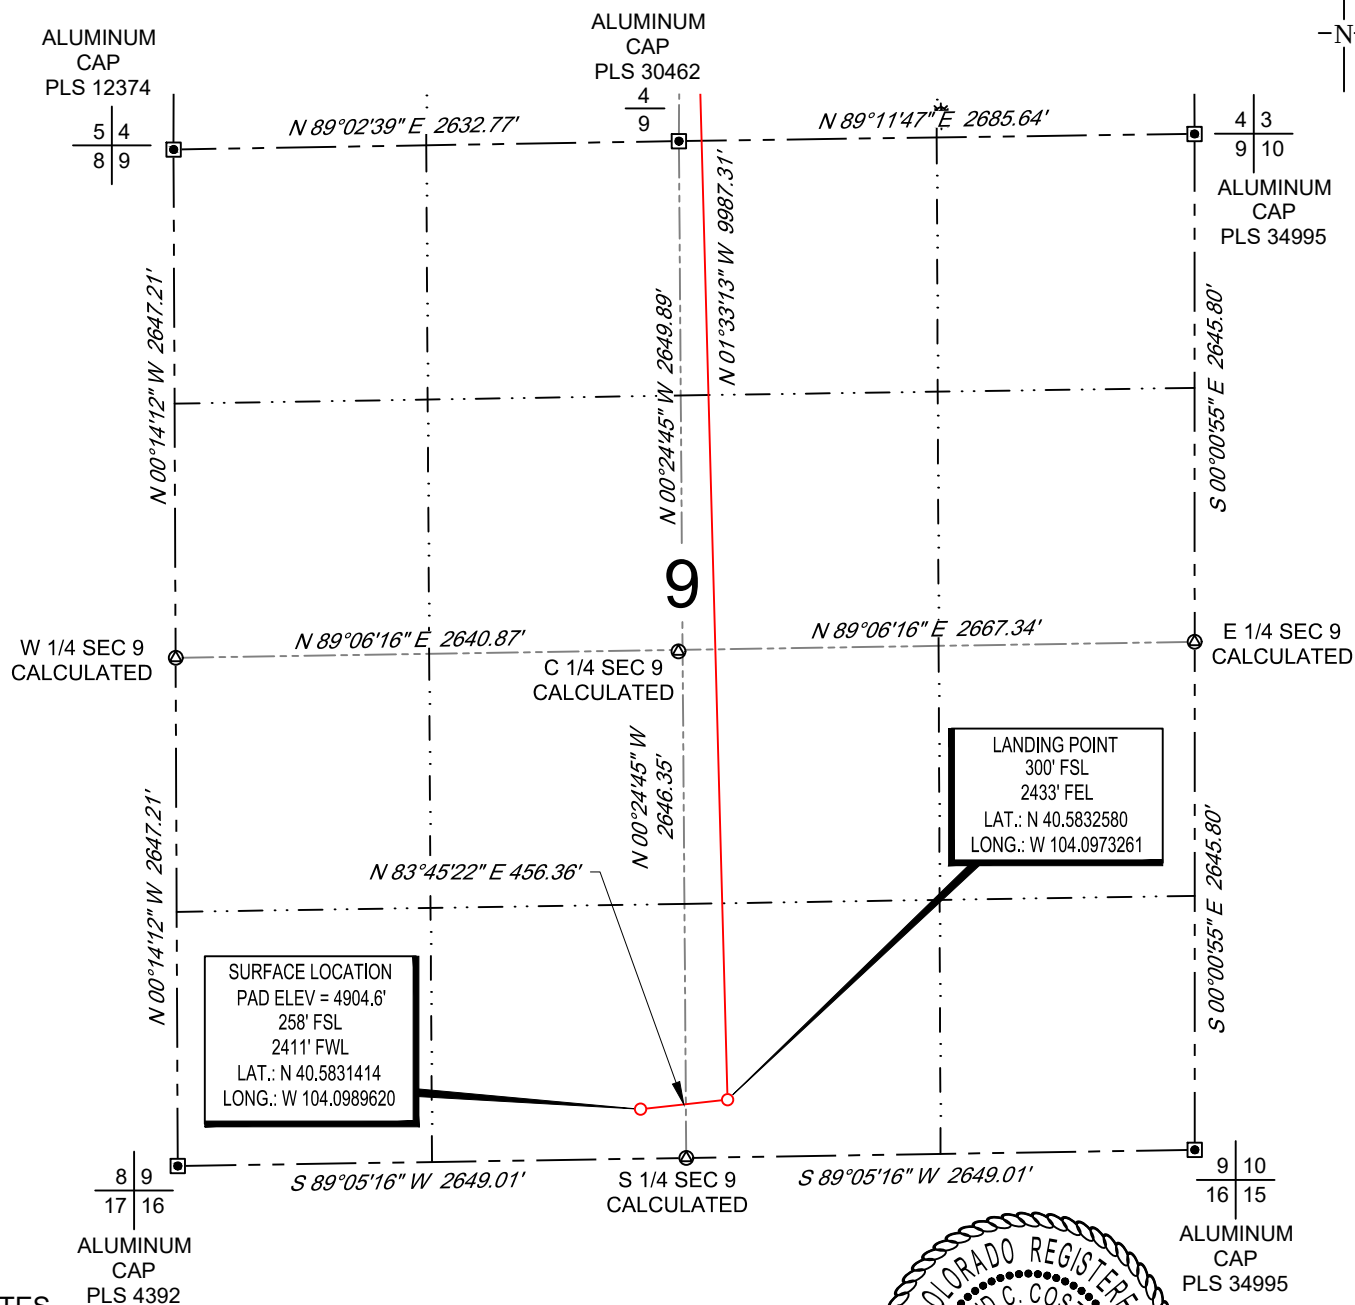 ALUMINUM
CAP
PLS 12374
5 4
8 9
ALUMINUM
CAP
PLS 30462
4
9
N
N 89°02'39" E 2632.77'
N 89°11'47" E 2685.64'
4 3
9 10
ALUMINUM
CAP
PLS 34995
N 00°14'12" W 2647.21'
N 00°24'45" W 2649.89'
N 01°33'13" W 9987.31'
S 00°00'55" E 2645.80'
9
W 1/4 SEC 9
CALCULATED
N 89°06'16" E 2640.87'
C 1/4 SEC 9
CALCULATED
N 89°06'16" E 2667.34'
E 1/4 SEC 9
CALCULATED
N 00°14'12" W 2647.21'
N 00°24'45" W
2646.35'
LANDING POINT
300' FSL
2433' FEL
LAT.: N 40.5832580
LONG.: W 104.0973261
S 00°00'55" E 2645.80'
N 83°45'22" E 456.36'
SURFACE LOCATION
PAD ELEV = 4904.6'
258' FSL
2411' FWL
LAT.: N 40.5831414
LONG.: W 104.0989620
8 9
17 16
ALUMINUM
CAP
PLS 4392
S 89°05'16" W 2649.01'
S 1/4 SEC 9
CALCULATED
S 89°05'16" W 2649.01'
9 10
16 15
ALUMINUM
CAP
PLS 34995